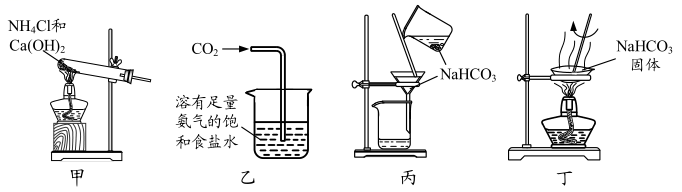 NH₄Cl和
Ca(OH)₂
CO₂
溶有足量
氨气的饱
和食盐水
NaHCO₃
NaHCO₃
固体
甲
乙
丙
丁